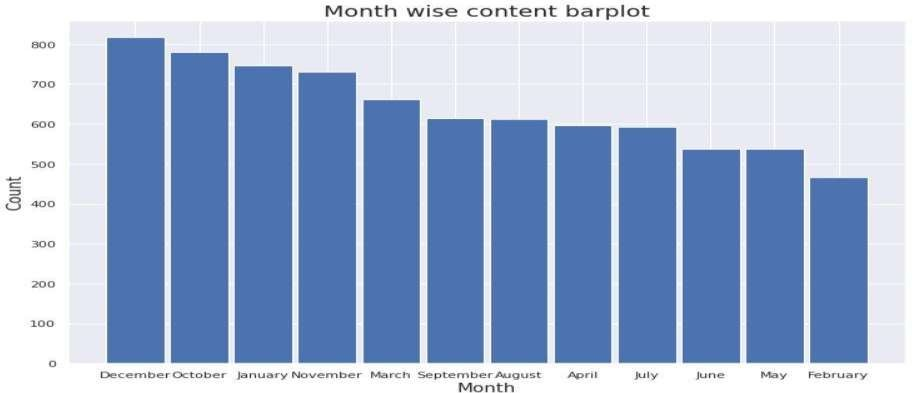 Month wise content barplot
Count
800
700
600
500
400
300
200
100
0
December October January November March September August April July June May February
Month